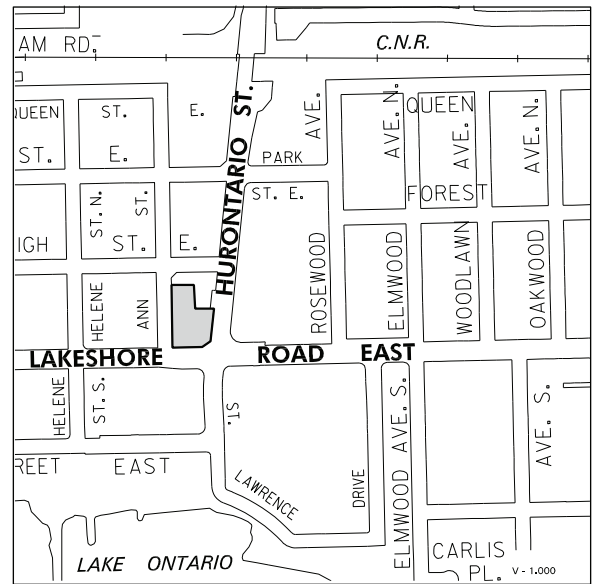 AM RD.
C.N.R.
QUEEN ST. E.
ST. E.
PARK
ST. E.
HURONTARIO ST.
AVE.
AVE. N.
QUEEN
AVE.
AVE. N.
FOREST
ST. N.
ST.
IGH ST. E.
HELENE
ANN
ROSEWOOD
ELMWOOD
WOODLAWN
OAKWOOD
LAKESHORE ROAD EAST
HELENE
ST. S.
ST.
REET EAST
LAWRENCE
DRIVE
ELMWOOD AVE. S.
AVE. S.
CARLIS
PL.
LAKE ONTARIO
V - 1.000